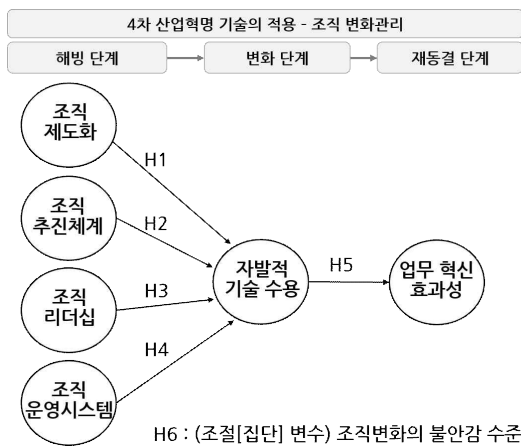 4차 산업혁명 기술의 적용 - 조직 변화관리
해빙 단계
변화 단계
재동결 단계
조직
제도화
H1
조직
추진체계
H2
자발적
기술 수용
H5
업무 혁신
효과성
조직
리더십
H3
H4
조직
운영시스템
H6 : (조절[집단] 변수) 조직변화의 불안감 수준